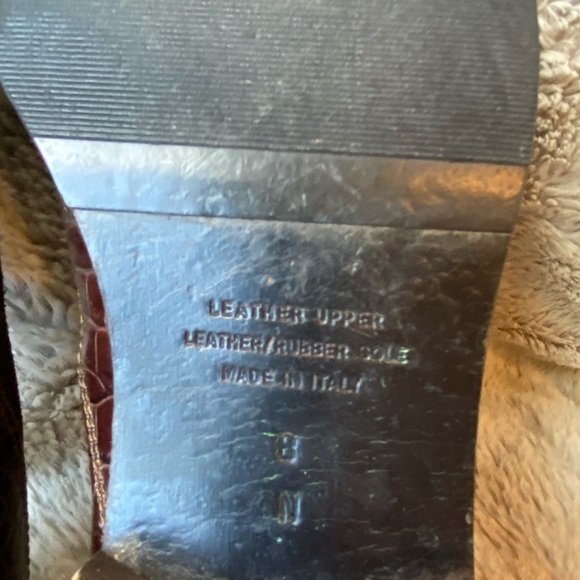 LEATHER UPPER
LEATHER/RUBBER SOLE
MADE IN ITALY
8
N